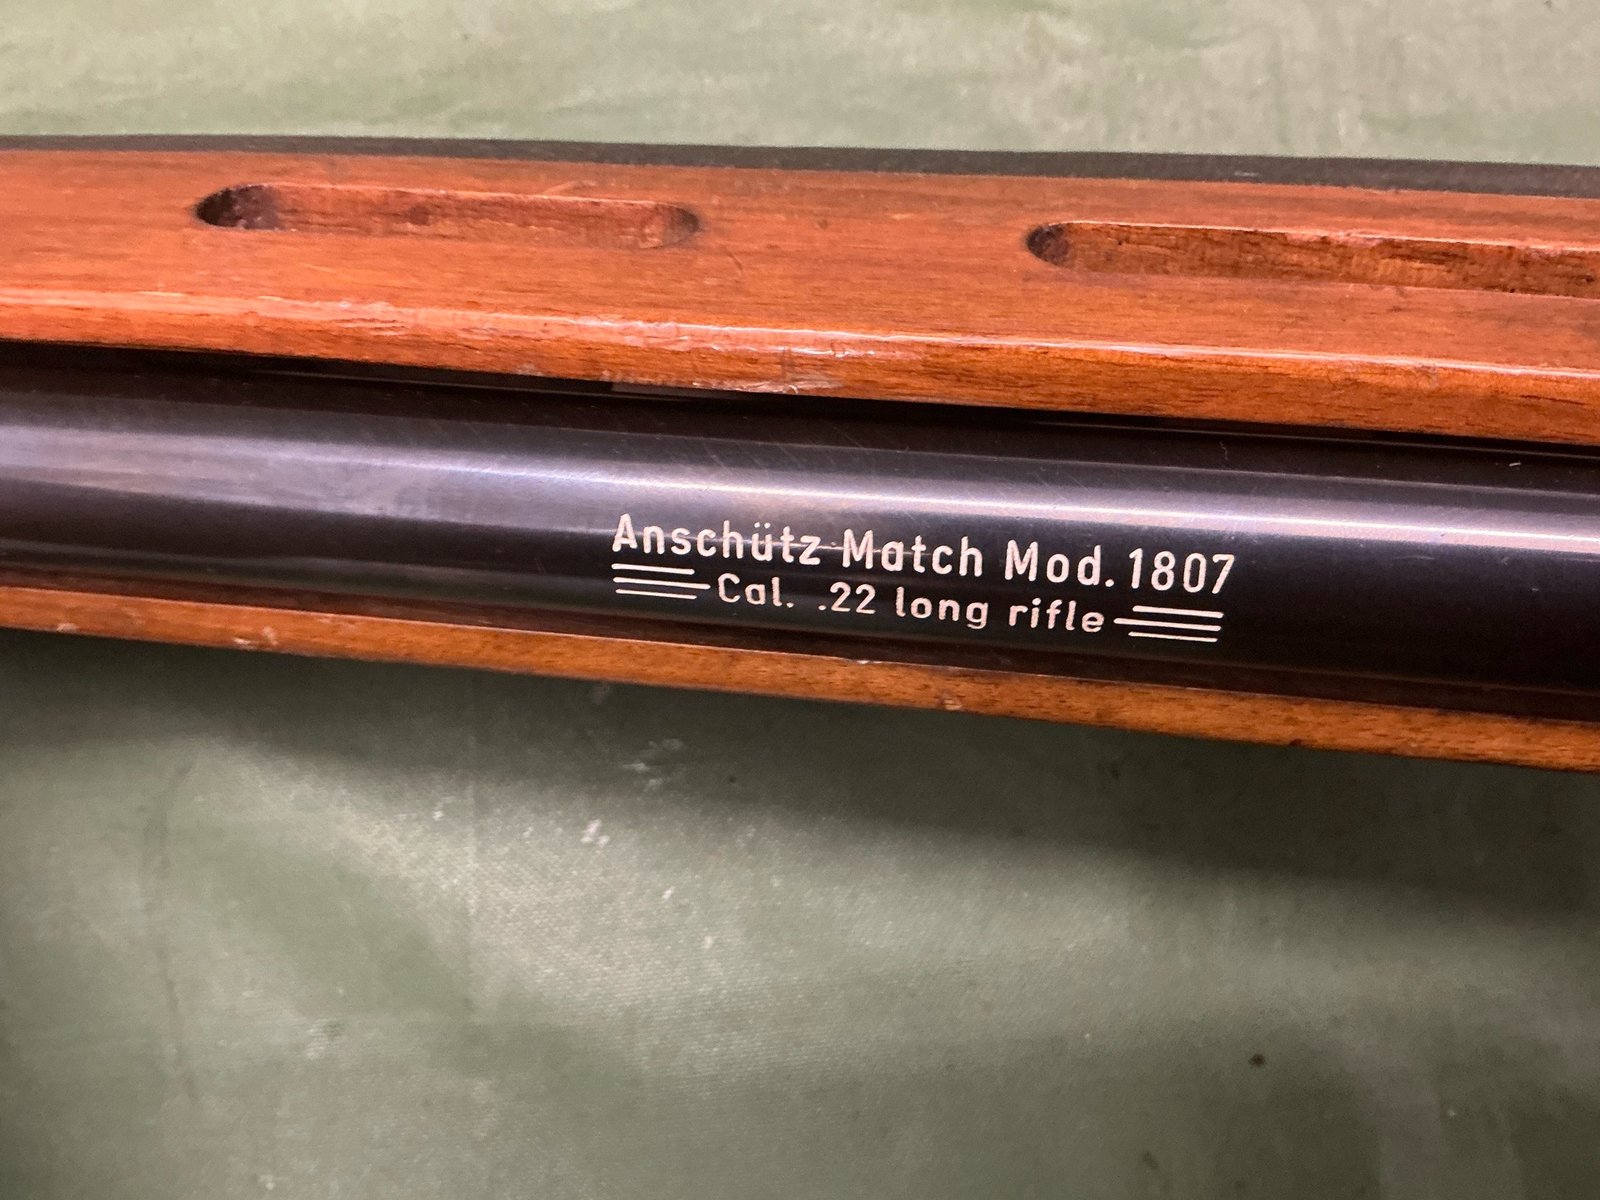 Anschütz Match Mod. 1807
Cal. .22 long rifle